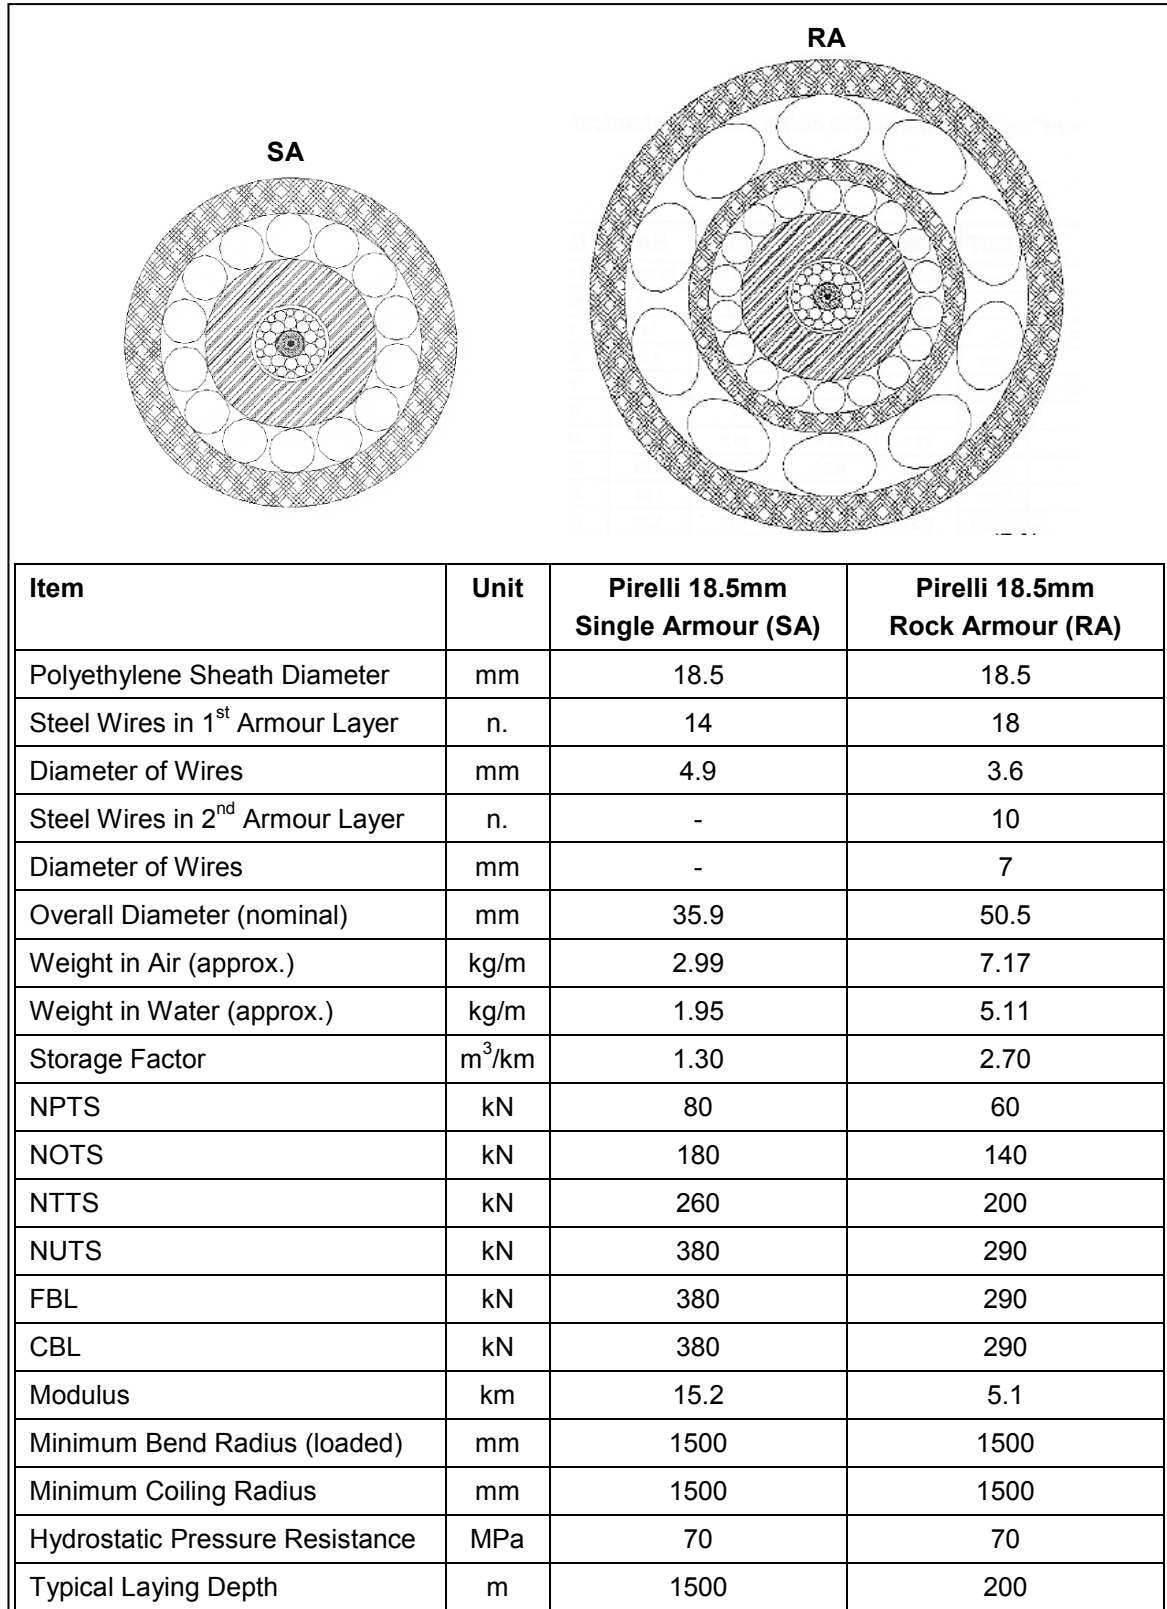 RA
SA
Item Unit Pirelli 18.5mm Single Armour (SA) Pirelli 18.5mm Rock Armour (RA)
Polyethylene Sheath Diameter mm 18.5 18.5
Steel Wires in 1st Armour Layer n. 14 18
Diameter of Wires mm 4.9 3.6
Steel Wires in 2nd Armour Layer n. - 10
Diameter of Wires mm - 7
Overall Diameter (nominal) mm 35.9 50.5
Weight in Air (approx.) kg/m 2.99 7.17
Weight in Water (approx.) kg/m 1.95 5.11
Storage Factor m3/km 1.30 2.70
NPTS kN 80 60
NOTS kN 180 140
NTTS kN 260 200
NUTS kN 380 290
FBL kN 380 290
CBL kN 380 290
Modulus km 15.2 5.1
Minimum Bend Radius (loaded) mm 1500 1500
Minimum Coiling Radius mm 1500 1500
Hydrostatic Pressure Resistance MPa 70 70
Typical Laying Depth m 1500 200